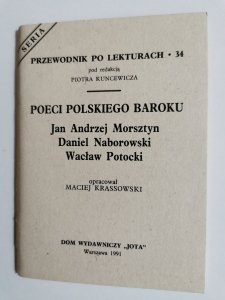 SERIA
PRZEWODNIK PO LEKTURACH • 34
pod redakcją
PIOTRA KUNCEWICZA
POECI POLSKIEGO BAROKU
Jan Andrzej Morsztyn
Daniel Naborowski
Wacław Potocki
opracował
MACIEJ KRASSOWSKI
DOM WYDAWNICZY „JOTA”
Warszawa 1991